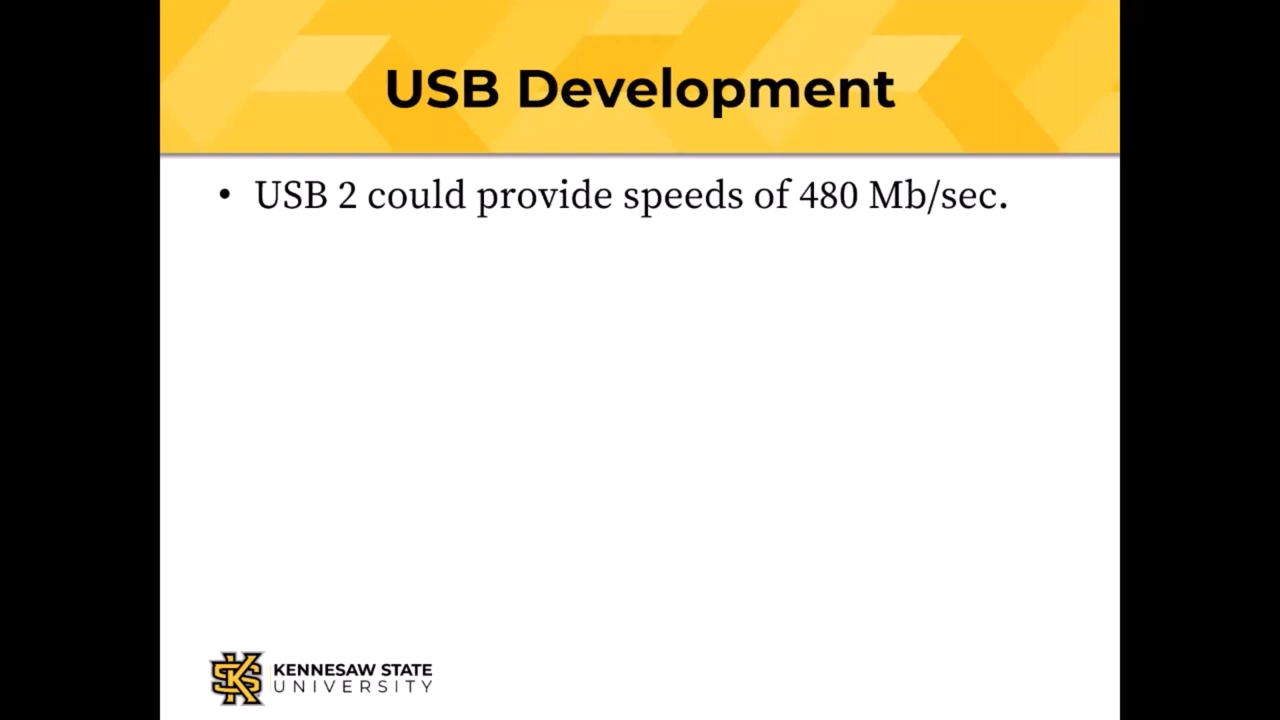 USB Development
• USB 2 could provide speeds of 480 Mb/sec.
KENNESAW STATE
UNIVERSITY